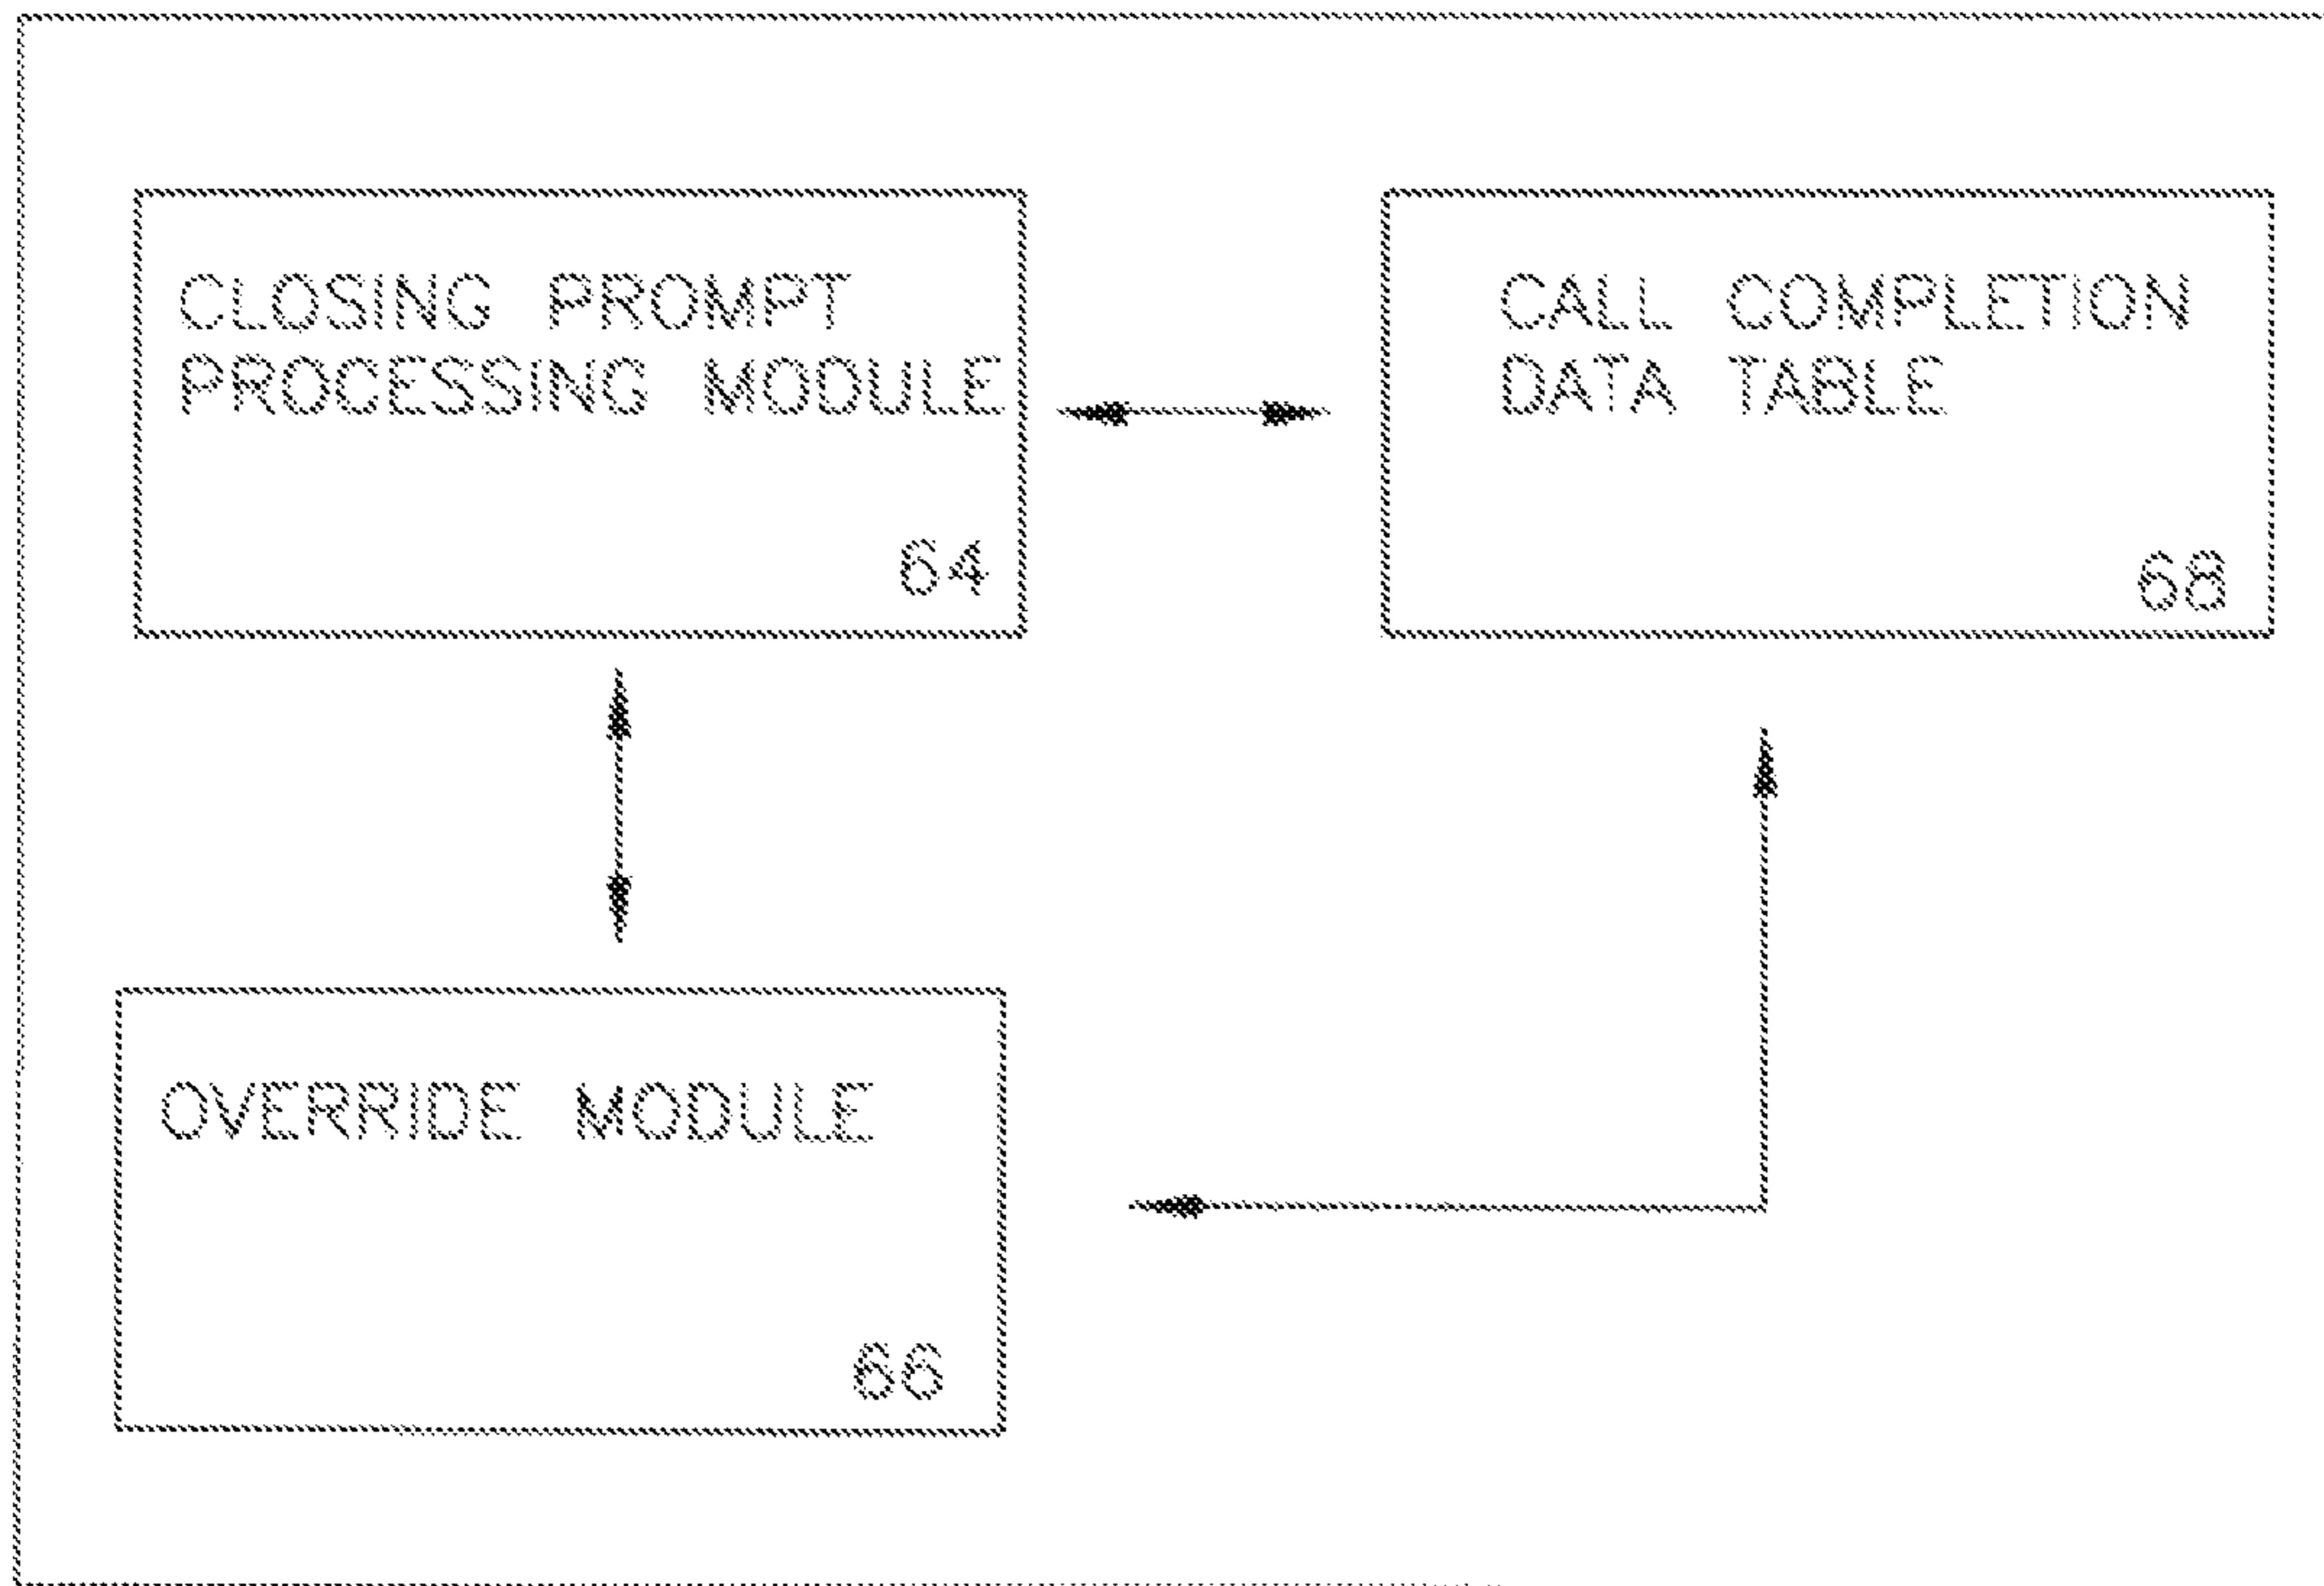 CLOSING PROMPT
PROCESSING MODULE
64
CALL COMPLETION
DATA TABLE
68
OVERRIDE MODULE
66